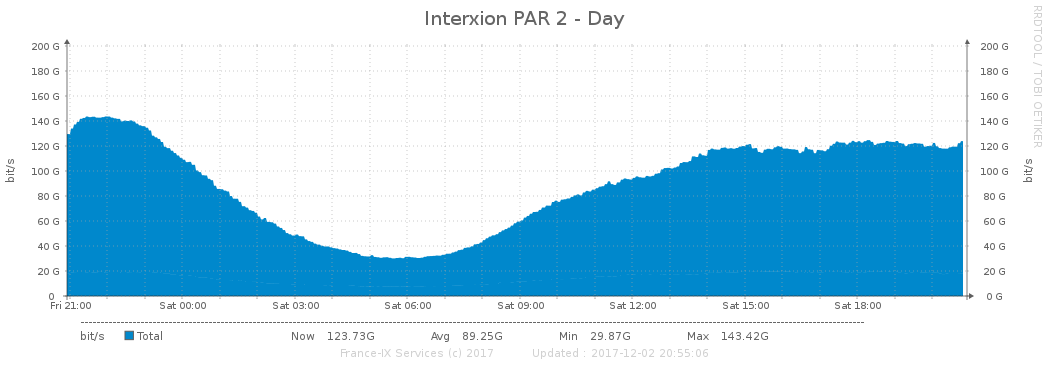 Interxion PAR 2 - Day
RRDTOOL / TOBI OETIKER
200 G 200 G
180 G 180 G
160 G 160 G
140 G 140 G
120 G 120 G
100 G 100 G
80 G 80 G
60 G 60 G
40 G 40 G
20 G 20 G
0 0 G
bit/s bit/s
Fri 21:00 Sat 00:00 Sat 03:00 Sat 06:00 Sat 09:00 Sat 12:00 Sat 15:00 Sat 18:00
bit/s Total Now 123.73G Avg 89.25G Min 29.87G Max 143.42G
France-IX Services (c) 2017 Updated : 2017-12-02 20:55:06